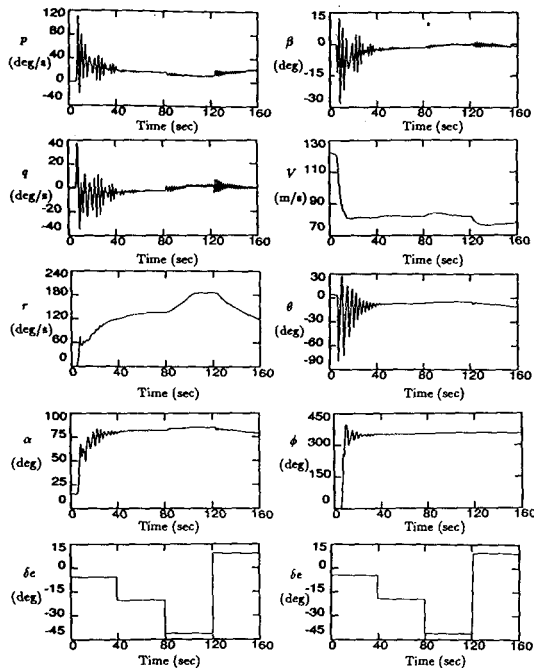 120 p 80 (deg/s) 40 0 -40 0 40 80 120 160 Time (sec)
15 β 0 (deg) -15 -30 0 40 80 120 160 Time (sec)
40 q 20 (deg/s) 0 -20 -40 0 40 80 120 160 Time (sec)
130 V 110 (m/s) 90 70 0 40 80 120 160 Time (sec)
240 r 180 (deg/s) 120 60 0 0 40 80 120 160 Time (sec)
30 θ 0 (deg) -30 -60 -90 0 40 80 120 160 Time (sec)
100 α 75 (deg) 50 25 0 0 40 80 120 160 Time (sec)
450 φ 300 (deg) 150 0 0 40 80 120 160 Time (sec)
15 δe 0 (deg) -15 -30 -45 0 40 80 120 160 Time (sec)
15 δe 0 (deg) -15 -30 -45 0 40 80 120 160 Time (sec)